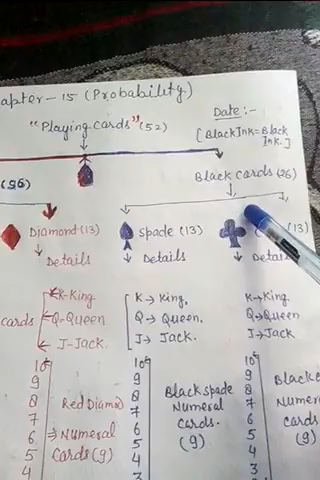 apter-15 (Probability)
Date:-
"Playing cards" (52)
[BlackInk=Black Ink.]
(26)
Black cards (26)
Diamond (13)
Spade (13)
(13)
Details
Details
Details
cards
K-King
Q-Queen
J-Jack.
K→ King.
Q→ Queen.
J→ Jack.
K→King
Q→Queen
J→Jack
10
9
8
7
6
5
4
Red Diamo
⇒Numeral
Cards (9)
10
9
8
7
6
5
4
3
Black spade
Numeral
Cards.
(9)
10
9
8
7
6
5
4
3
Black
Numer
cards
(9)